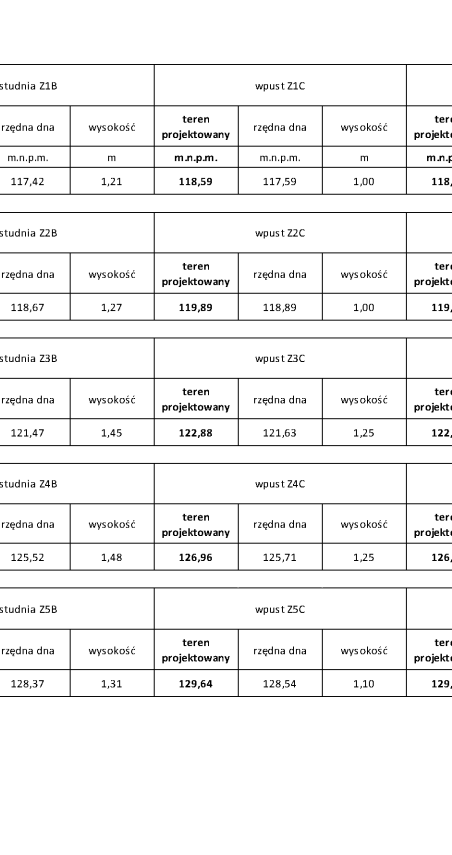 studnia Z1B wpust Z1C
rzędna dna wysokość teren projektowany rzędna dna wysokość
m.n.p.m. m m.n.p.m. m.n.p.m. m
117,42 1,21 118,59 117,59 1,00 118,
studnia Z2B wpust Z2C
rzędna dna wysokość teren projektowany rzędna dna wysokość
118,67 1,27 119,89 118,89 1,00 119,
studnia Z3B wpust Z3C
rzędna dna wysokość teren projektowany rzędna dna wysokość
121,47 1,45 122,88 121,63 1,25 122,
studnia Z4B wpust Z4C
rzędna dna wysokość teren projektowany rzędna dna wysokość
125,52 1,48 126,96 125,71 1,25 126,
studnia Z5B wpust Z5C
rzędna dna wysokość teren projektowany rzędna dna wysokość
128,37 1,31 129,64 128,54 1,10 129,